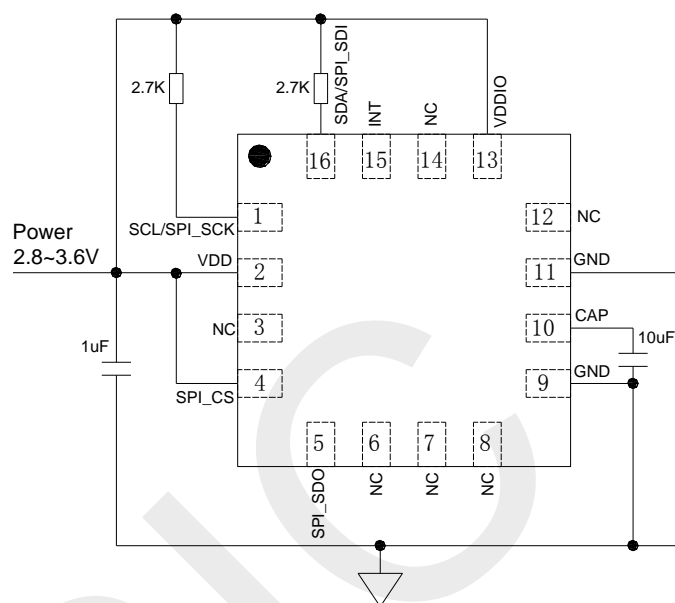 2.7K
2.7K
SDA/SPI_SDI
INT
NC
VDDIO
16
15
14
13
1
SCL/SPI_SCK
12
NC
Power
2.8~3.6V
VDD
2
11
GND
NC
3
10
CAP
1uF
10uF
4
SPI_CS
9
GND
5
6
7
8
SPI_SDO
NC
NC
NC